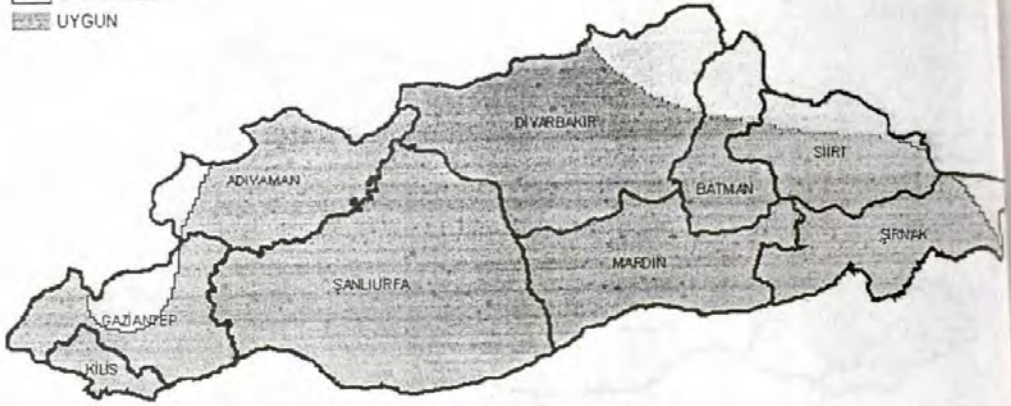 UYGUN
DİYARBAKIR
SİİRT
ADIYAMAN
BATMAN
ŞIRNAK
MARDİN
ŞANLIURFA
GAZİANTEP
KİLİS